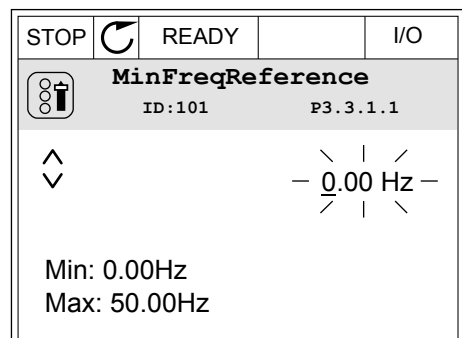 STOP READY I/O
MinFreqReference
ID:101 P3.3.1.1
0.00 Hz
Min: 0.00Hz
Max: 50.00Hz